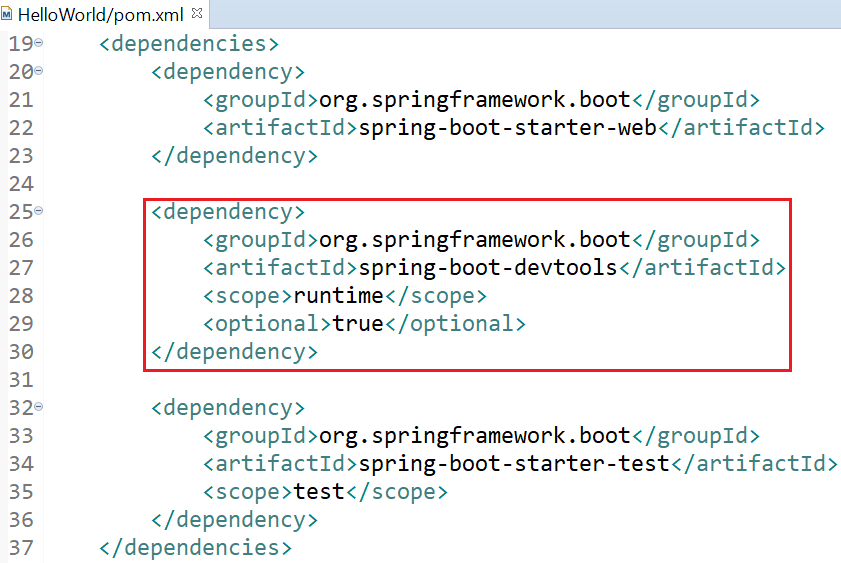 HelloWorld/pom.xml
19 <dependencies>
20 <dependency>
21 <groupId>org.springframework.boot</groupId>
22 <artifactId>spring-boot-starter-web</artifactId>
23 </dependency>
24
25 <dependency>
26 <groupId>org.springframework.boot</groupId>
27 <artifactId>spring-boot-devtools</artifactId>
28 <scope>runtime</scope>
29 <optional>true</optional>
30 </dependency>
31
32 <dependency>
33 <groupId>org.springframework.boot</groupId>
34 <artifactId>spring-boot-starter-test</artifactId>
35 <scope>test</scope>
36 </dependency>
37 </dependencies>